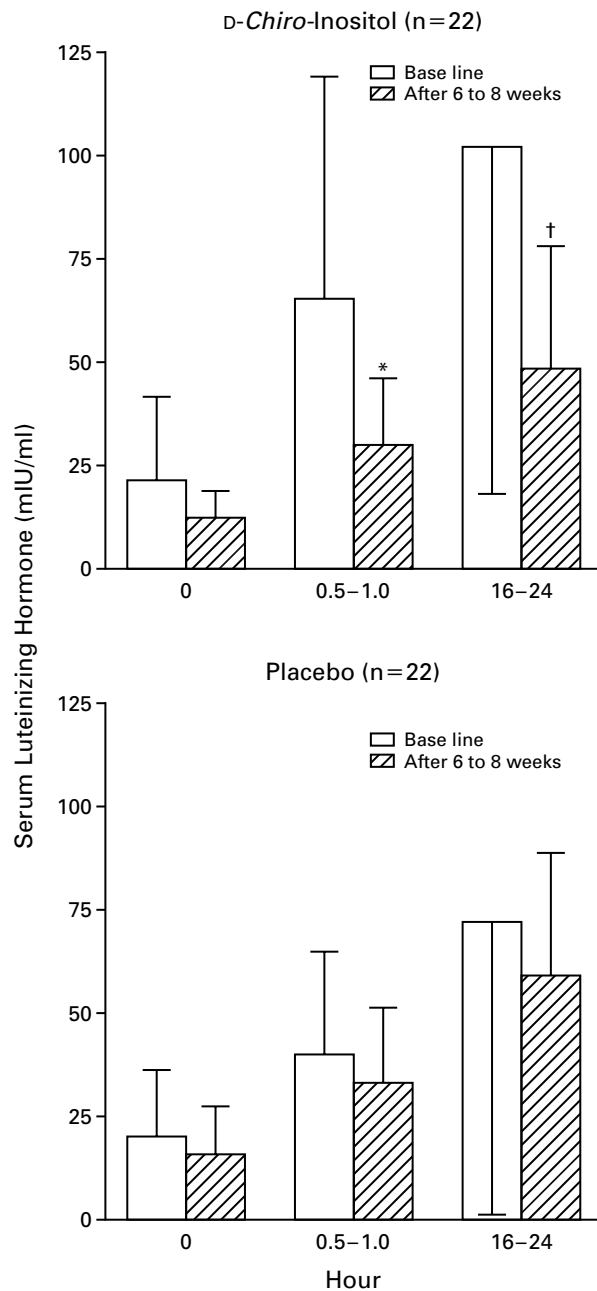 D-Chiro-Inositol (n=22)
125
100
75
50
25
0
Base line
After 6 to 8 weeks
*
†
0
0.5–1.0
16–24
Serum Luteinizing Hormone (mIU/ml)
Placebo (n=22)
125
100
75
50
25
0
Base line
After 6 to 8 weeks
0
0.5–1.0
16–24
Hour